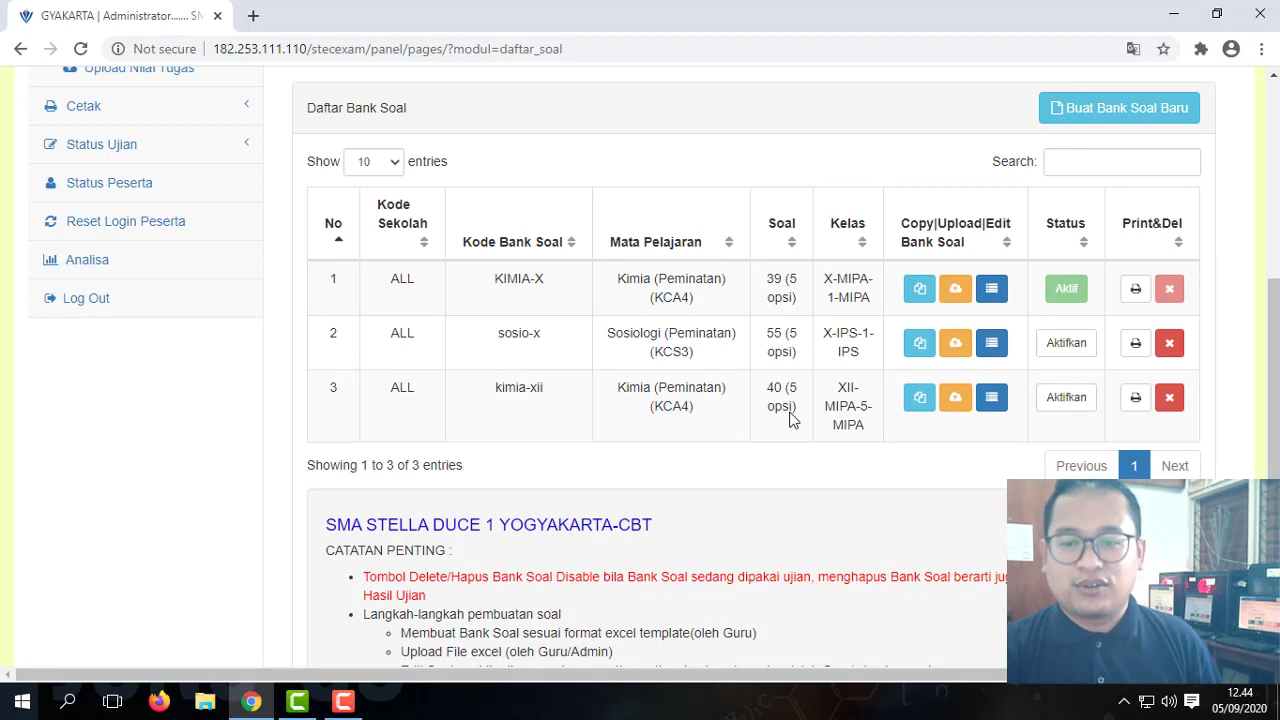 GYAKARTA | Administrator....... SM
Not secure
182.253.111.110/stecexam/panel/pages/?modul=daftar_soal
Upload Nilai Tugas
Cetak
Status Ujian
Status Peserta
Reset Login Peserta
Analisa
Log Out
Daftar Bank Soal
Buat Bank Soal Baru
Show 10 entries
Search:
No
Kode
Sekolah
Kode Bank Soal
Mata Pelajaran
Soal
Kelas
Copy|Upload|Edit
Bank Soal
Status
Print&Del
1
ALL
KIMIA-X
Kimia (Peminatan)
(KCA4)
39 (5
opsi)
X-MIPA-
1-MIPA
Aktif
2
ALL
sosio-x
Sosiologi (Peminatan)
(KCS3)
55 (5
opsi)
X-IPS-1-
IPS
Aktifkan
3
ALL
kimia-xii
Kimia (Peminatan)
(KCA4)
40 (5
opsi)
XII-
MIPA-5-
MIPA
Aktifkan
Showing 1 to 3 of 3 entries
Previous 1 Next
SMA STELLA DUCE 1 YOGYAKARTA-CBT
CATATAN PENTING :
Tombol Delete/Hapus Bank Soal Disable bila Bank Soal sedang dipakai ujian, menghapus Bank Soal berarti
Hasil Ujian
Langkah-langkah pembuatan soal
Membuat Bank Soal sesuai format excel template(oleh Guru)
Upload File excel (oleh Guru/Admin)
12.44
05/09/2020